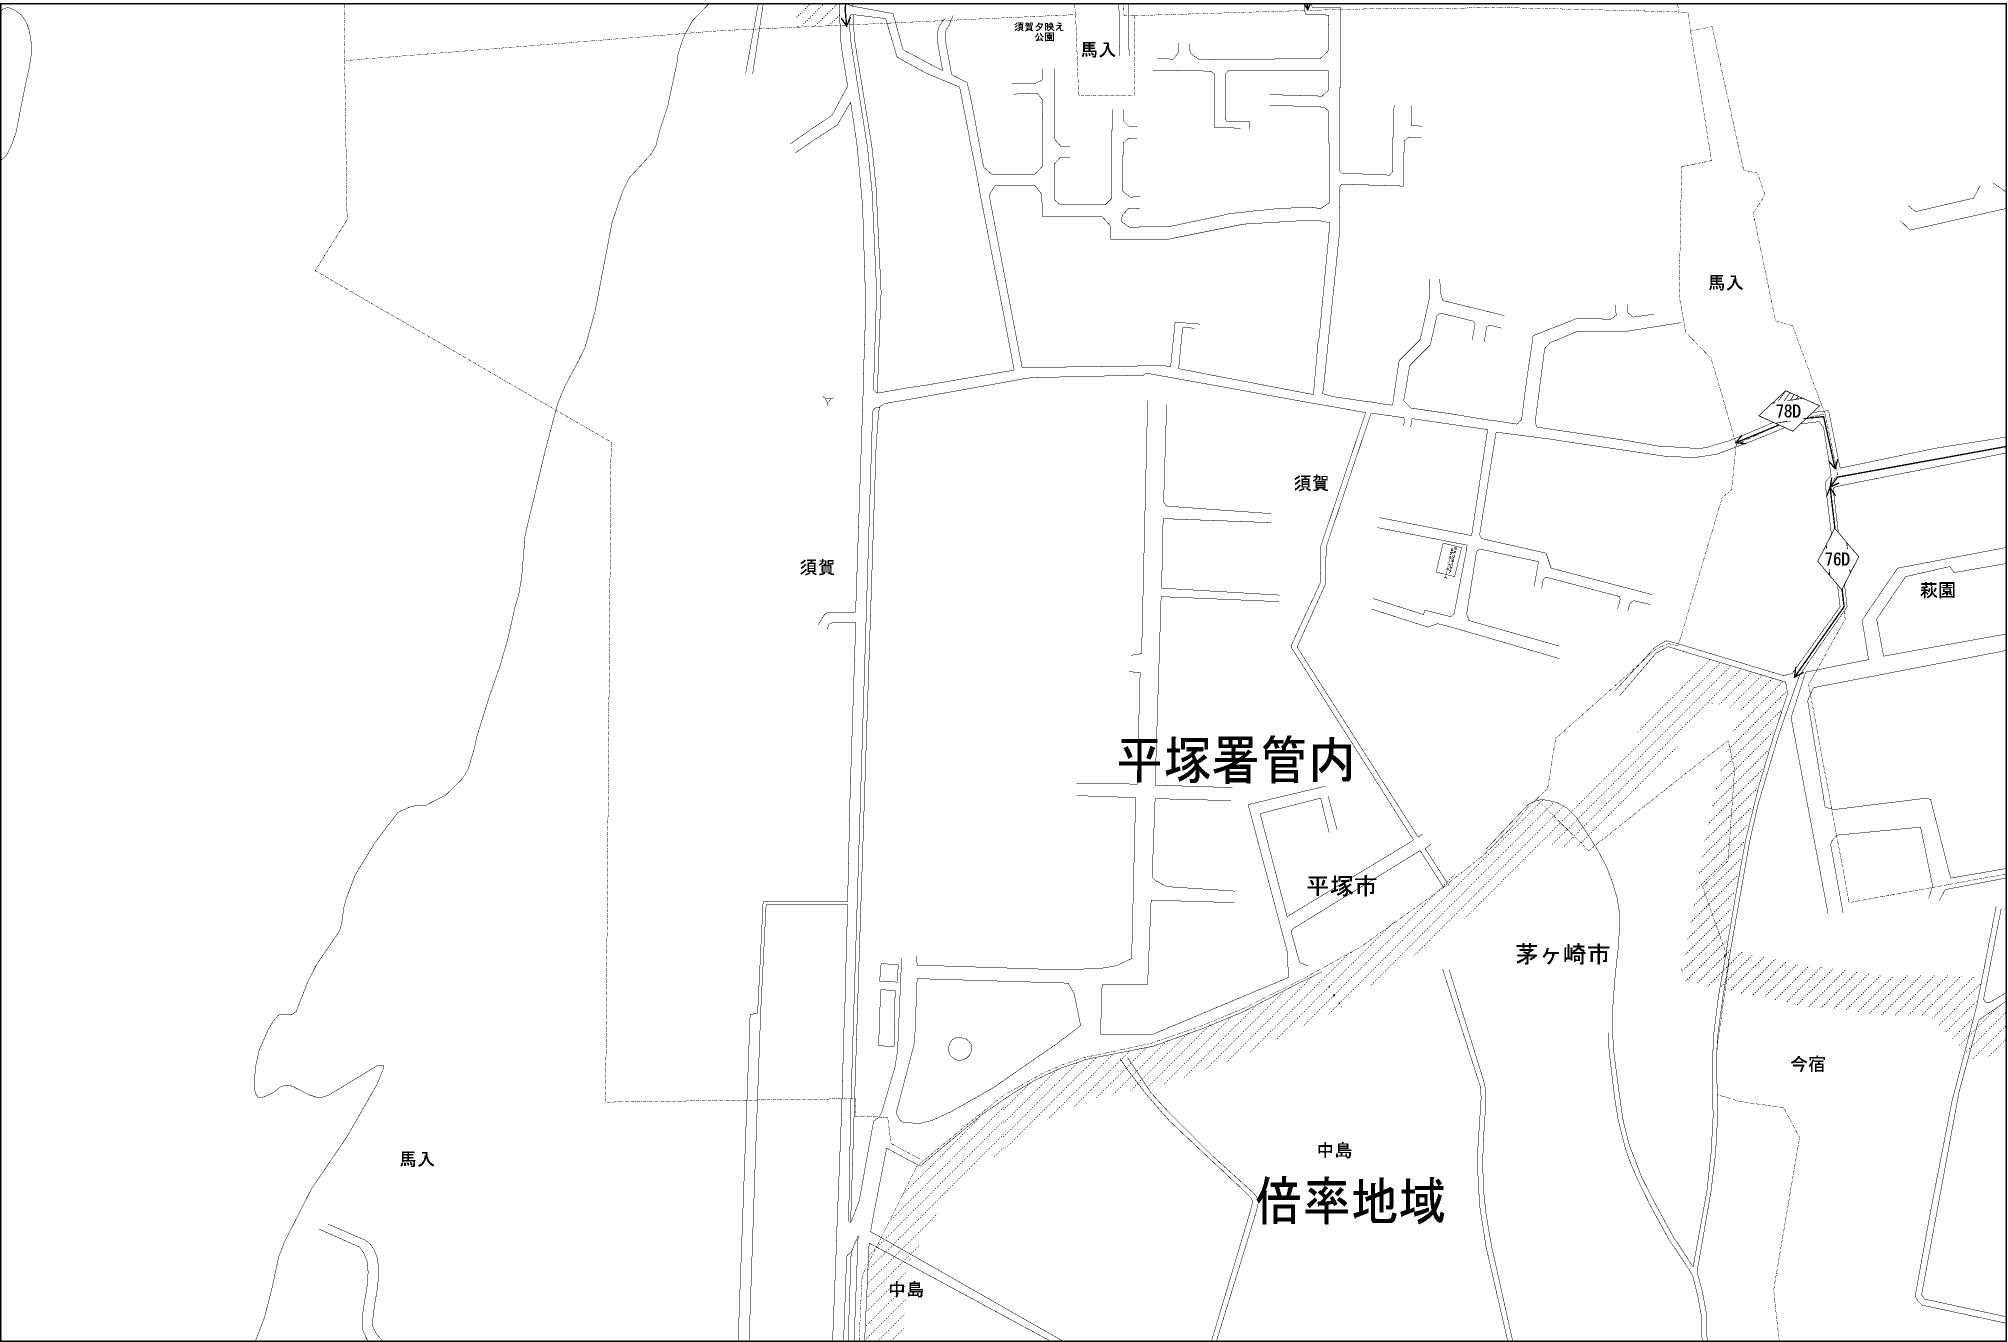 須賀夕映え
公園
馬入
馬入
78D
須賀
須賀
76D
萩園
平塚署管内
平塚市
茅ヶ崎市
今宿
中島
馬入
倍率地域
中島